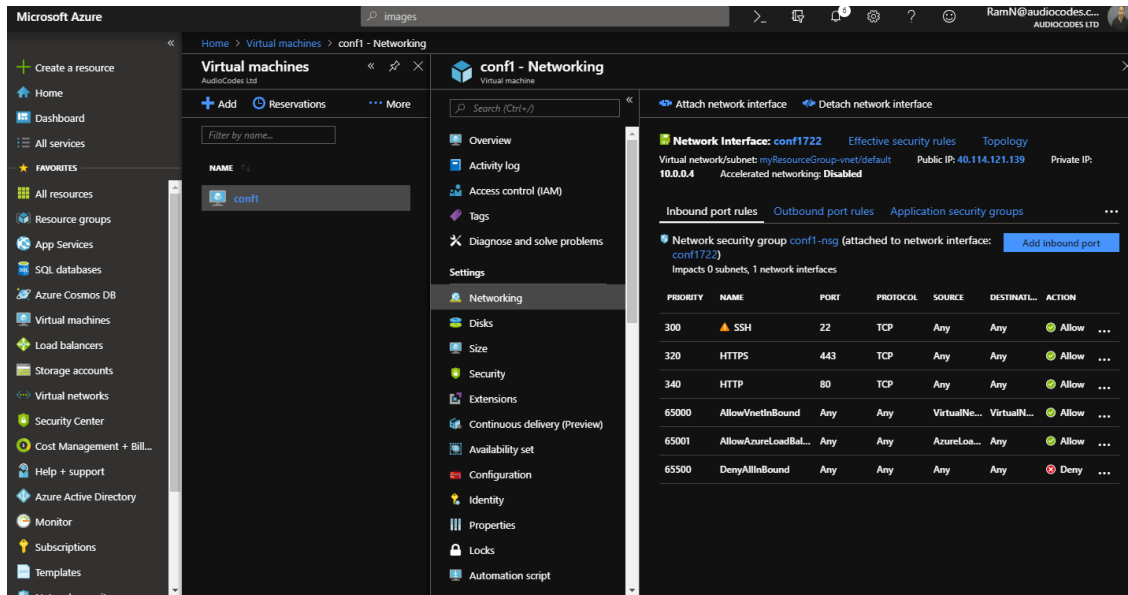 Microsoft Azure
images
6
RamN@audiocodes.c...
AUDIOCODES LTD
Create a resource
Home
Dashboard
All services
FAVORITES
All resources
Resource groups
App Services
SQL databases
Azure Cosmos DB
Virtual machines
Load balancers
Storage accounts
Virtual networks
Security Center
Cost Management + Bill...
Help + support
Azure Active Directory
Monitor
Subscriptions
Templates
Home > Virtual machines > conf1 - Networking
Virtual machines
AudioCodes Ltd
Add Reservations ... More
Filter by name...
NAME
conf1
conf1 - Networking
Virtual machine
Search (Ctrl+/)
Overview
Activity log
Access control (IAM)
Tags
Diagnose and solve problems
Settings
Networking
Disks
Size
Security
Extensions
Continuous delivery (Preview)
Availability set
Configuration
Identity
Properties
Locks
Automation script
Attach network interface Detach network interface
Network Interface: conf1722 Effective security rules Topology
Virtual network/subnet: myResourceGroup-vnet/default Public IP: 40.114.121.139 Private IP:
10.0.0.4 Accelerated networking: Disabled
Inbound port rules Outbound port rules Application security groups ...
Network security group conf1-nsg (attached to network interface:
conf1722)
Impacts 0 subnets, 1 network interfaces
Add inbound port
PRIORITY NAME PORT PROTOCOL SOURCE DESTINATI... ACTION
300 SSH 22 TCP Any Any Allow ...
320 HTTPS 443 TCP Any Any Allow ...
340 HTTP 80 TCP Any Any Allow ...
65000 AllowVnetInBound Any Any VirtualNe... VirtualN... Allow ...
65001 AllowAzureLoadBal... Any Any AzureLoa... Any Allow ...
65500 DenyAllInBound Any Any Any Any Deny ...